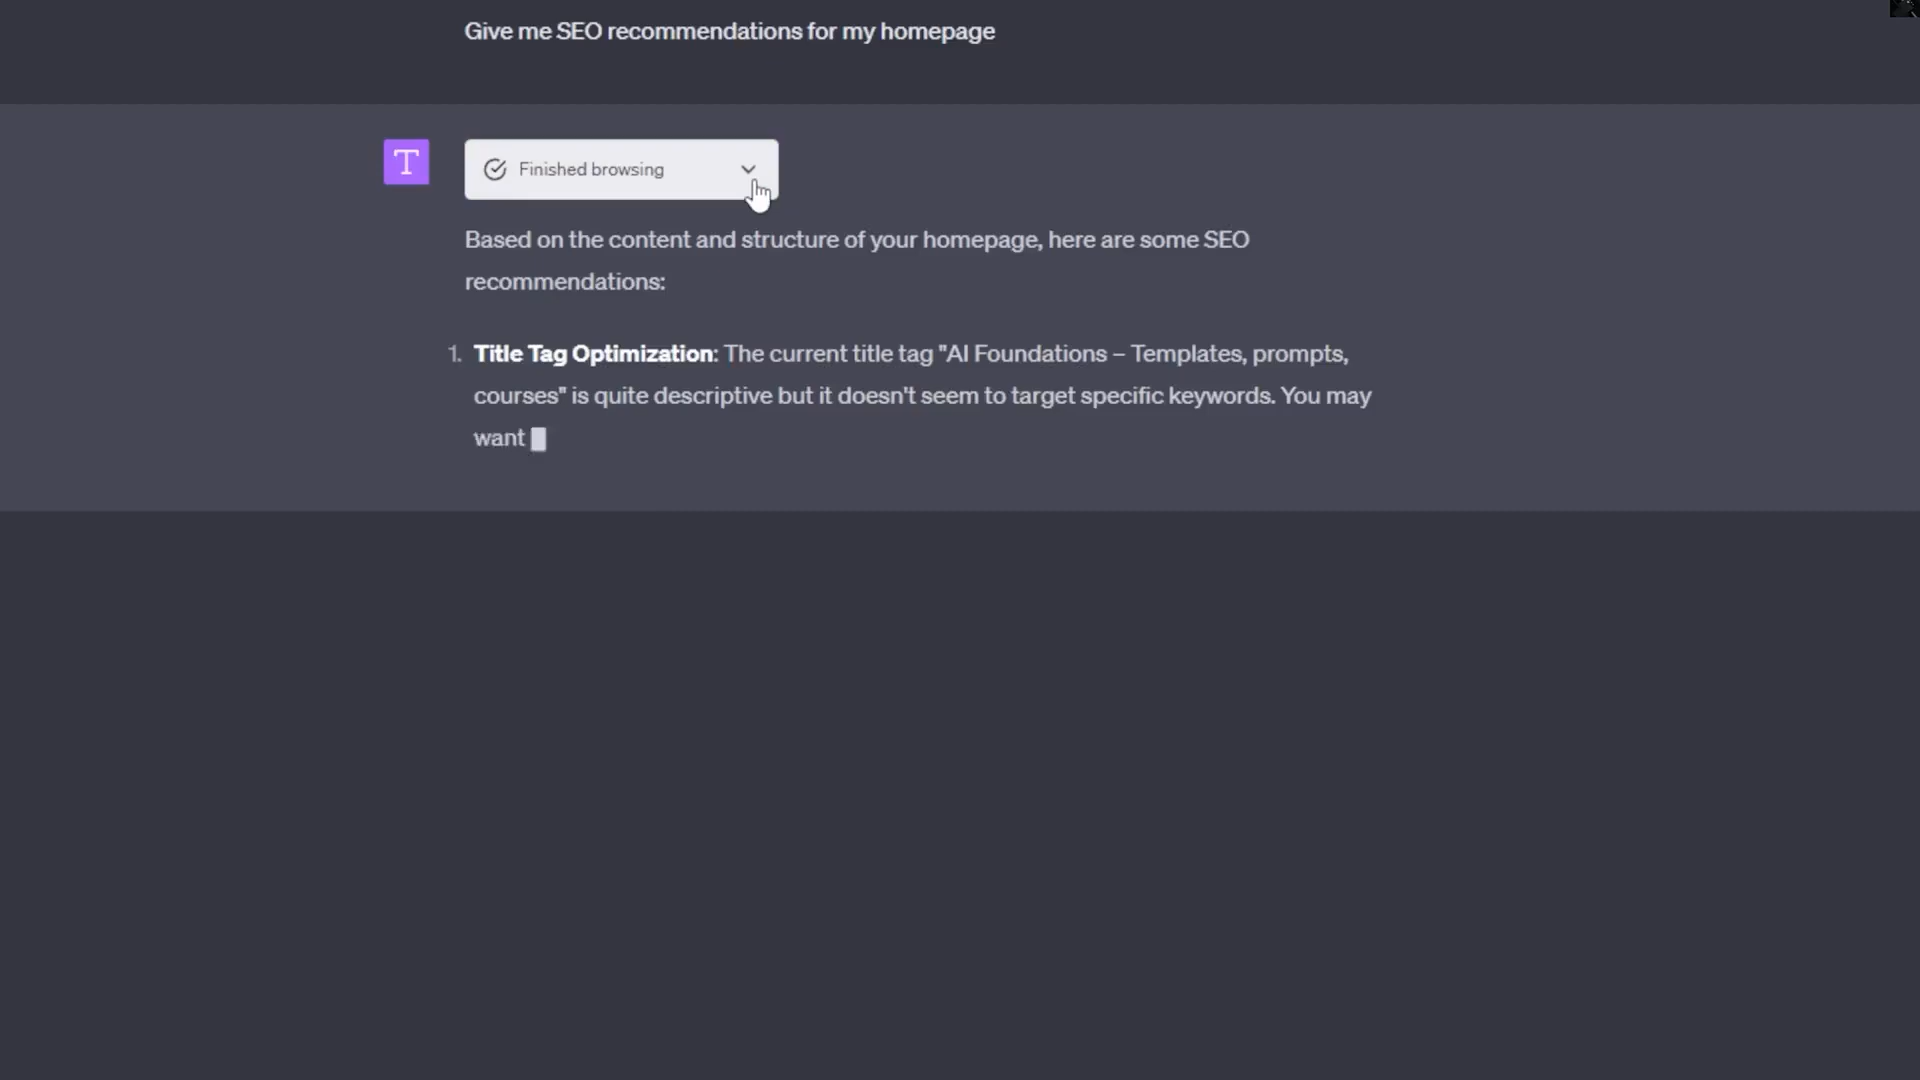 Give me SEO recommendations for my homepage
T
Finished browsing
Based on the content and structure of your homepage, here are some SEO
recommendations:
1. Title Tag Optimization: The current title tag "AI Foundations – Templates, prompts,
courses" is quite descriptive but it doesn't seem to target specific keywords. You may
want